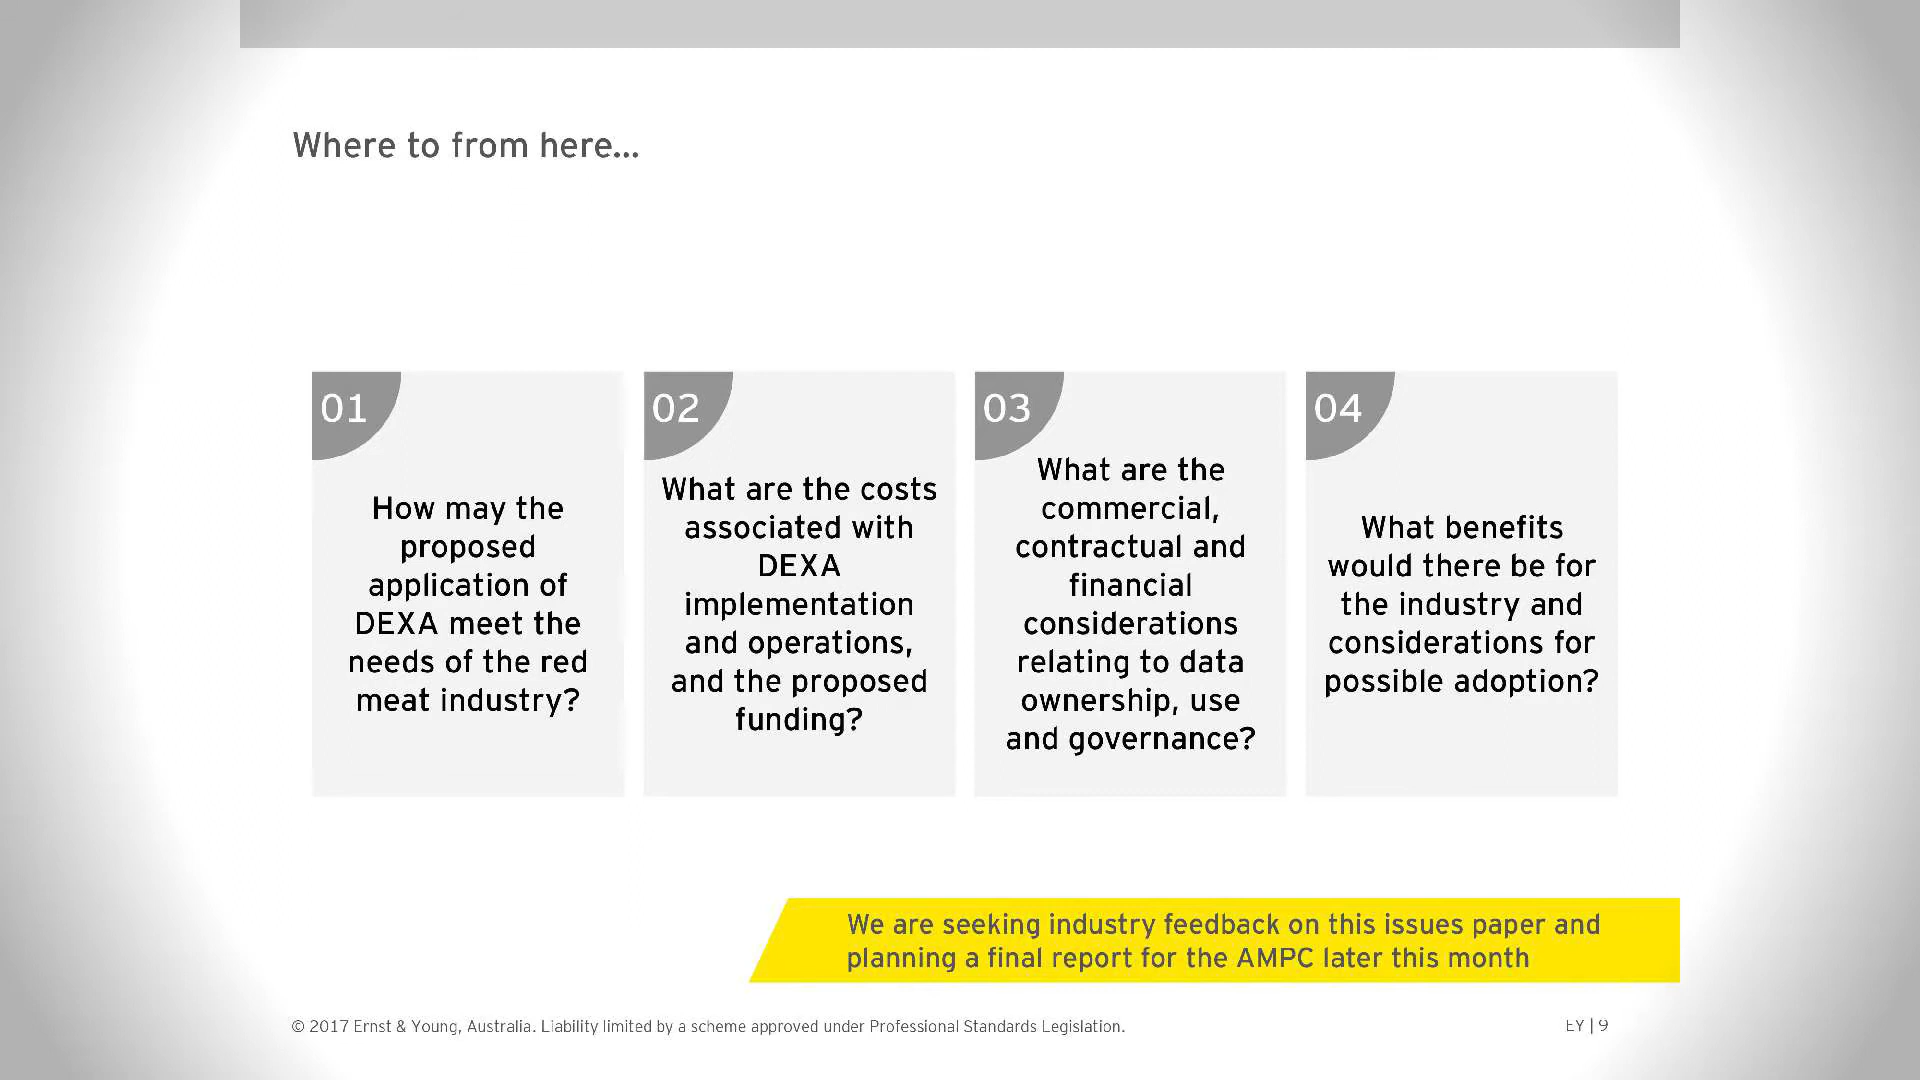 Where to from here...
01
How may the
proposed
application of
DEXA meet the
needs of the red
meat industry?
02
What are the costs
associated with
DEXA
implementation
and operations,
and the proposed
funding?
03
What are the
commercial,
contractual and
financial
considerations
relating to data
ownership, use
and governance?
04
What benefits
would there be for
the industry and
considerations for
possible adoption?
We are seeking industry feedback on this issues paper and
planning a final report for the AMPC later this month
© 2017 Ernst & Young, Australia. Liability limited by a scheme approved under Professional Standards Legislation.
EY | 9